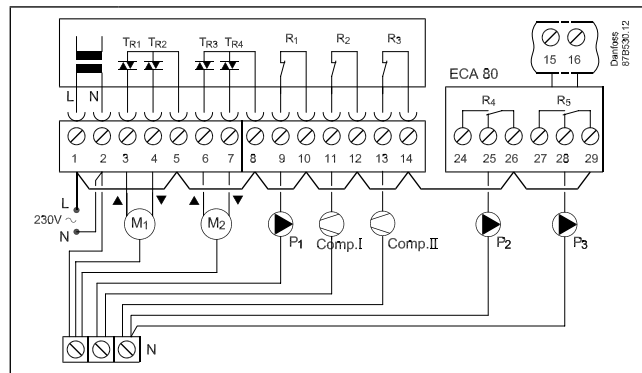 TR1 TR2 TR3 TR4 R1 R2 R3
15 16
Danfoss
87B530.12
L N
ECA 80
R4 R5
1 2 3 4 5 6 7 8 9 10 11 12 13 14
24 25 26 27 28 29
L
230V ~
N
M1 M2
P1 Comp.I Comp.II P2 P3
N